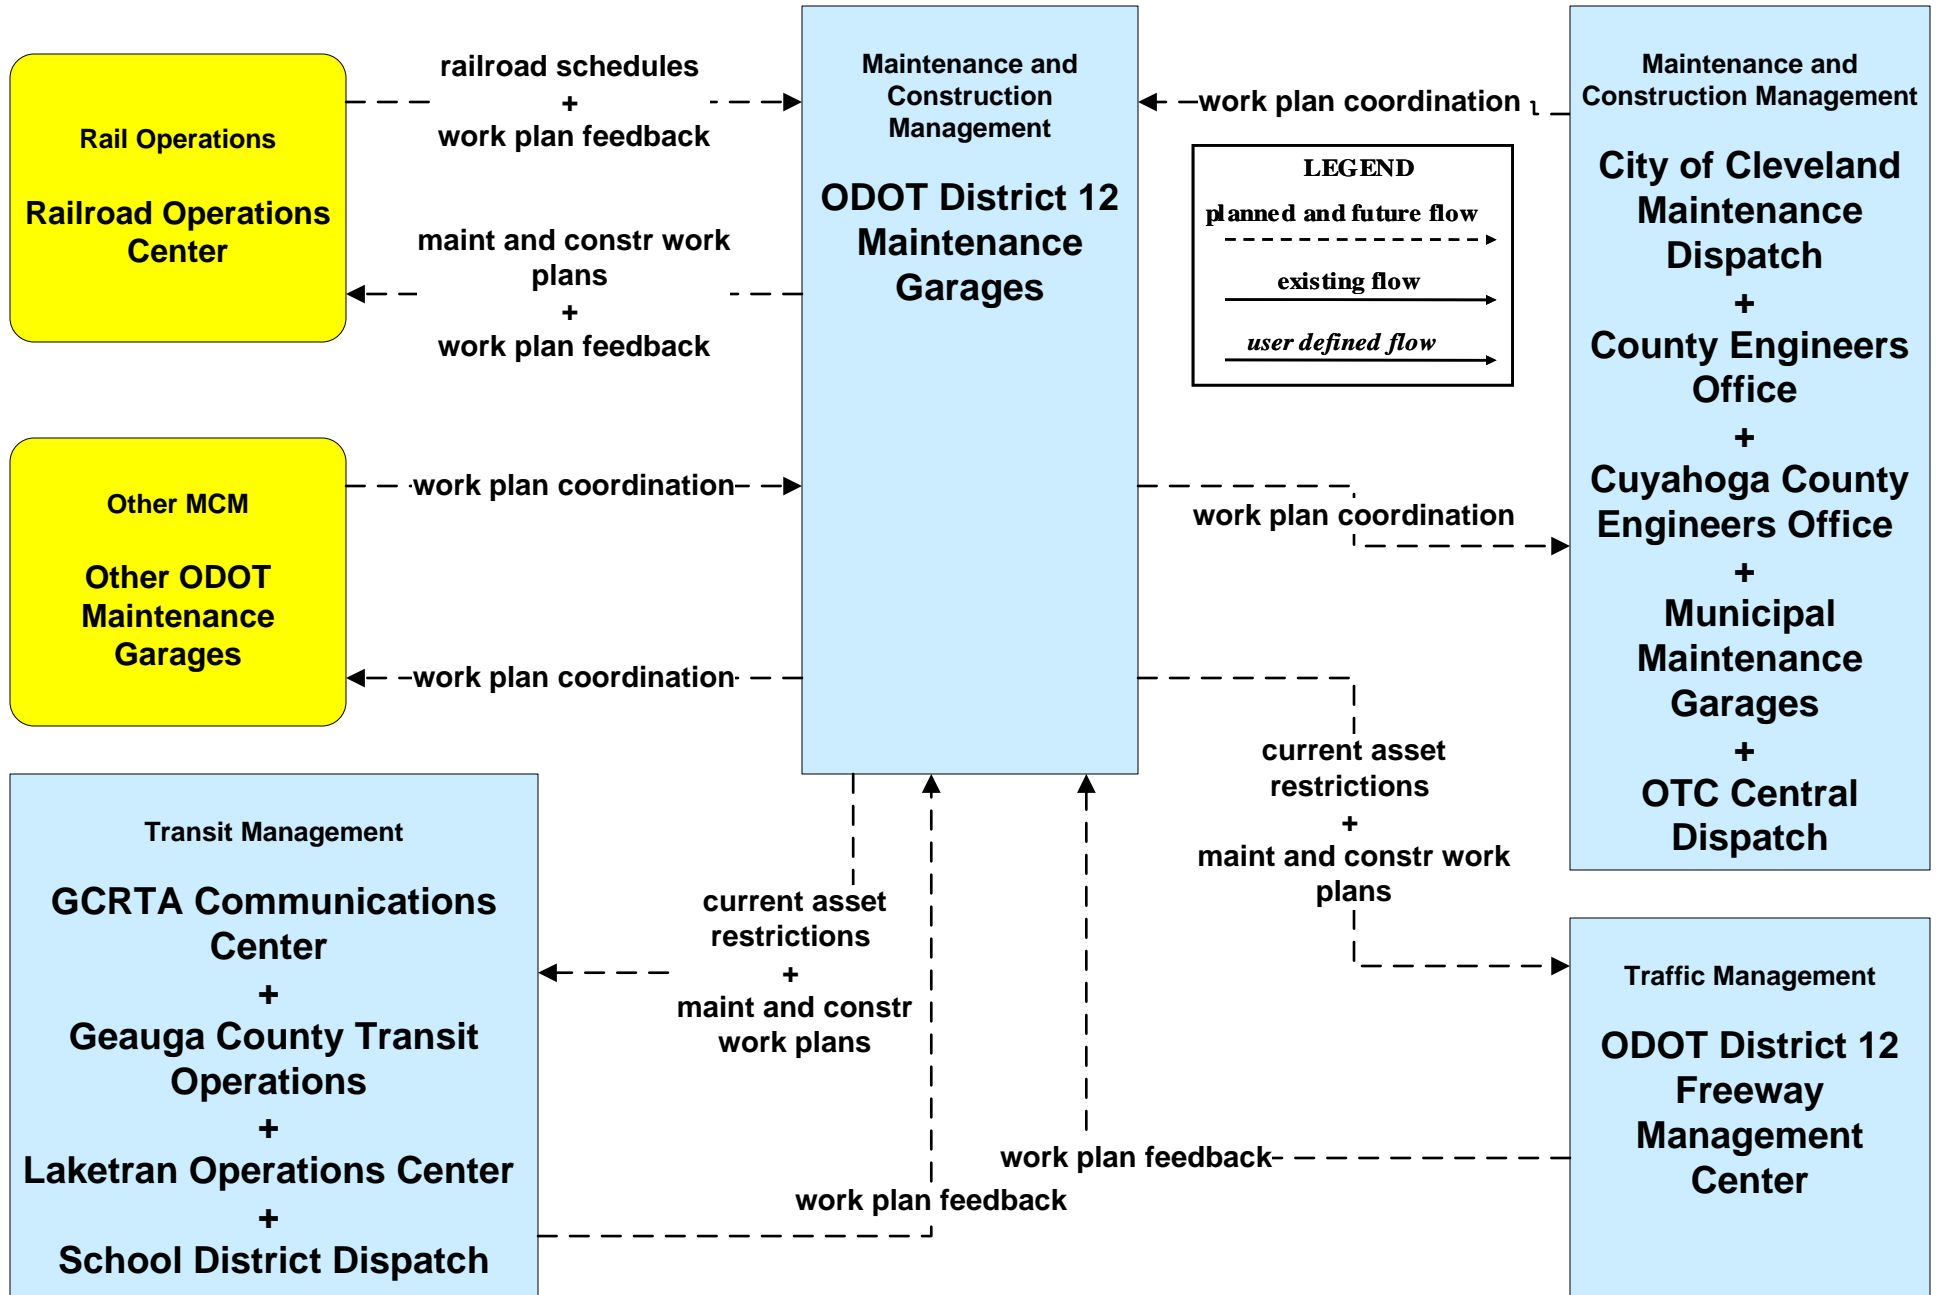 Rail Operations
Railroad Operations
Center
railroad schedules
+
work plan feedback
maint and constr work
plans
+
work plan feedback
Other MCM
Other ODOT
Maintenance
Garages
work plan coordination
work plan coordination
Maintenance and
Construction
Management
ODOT District 12
Maintenance
Garages
work plan coordination
LEGEND
planned and future flow
existing flow
user defined flow
work plan coordination
Maintenance and
Construction Management
City of Cleveland
Maintenance
Dispatch
+
County Engineers
Office
+
Cuyahoga County
Engineers Office
+
Municipal
Maintenance
Garages
+
OTC Central
Dispatch
current asset
restrictions
+
maint and constr work
plans
Transit Management
GCRTA Communications
Center
+
Geauga County Transit
Operations
+
Laketran Operations Center
+
School District Dispatch
current asset
restrictions
+
maint and constr
work plans
work plan feedback
work plan feedback
Traffic Management
ODOT District 12
Freeway
Management
Center